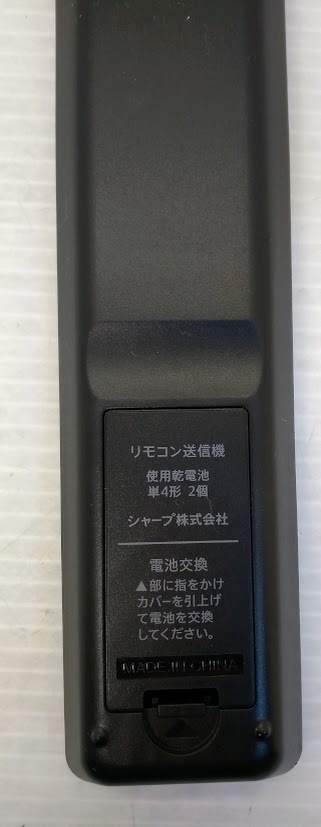 リモコン送信機
使用乾電池
単4形 2個
シャープ株式会社
電池交換
▲部に指をかけ
カバーを引上げ
て電池を交換
してください。
MADE IN CHINA